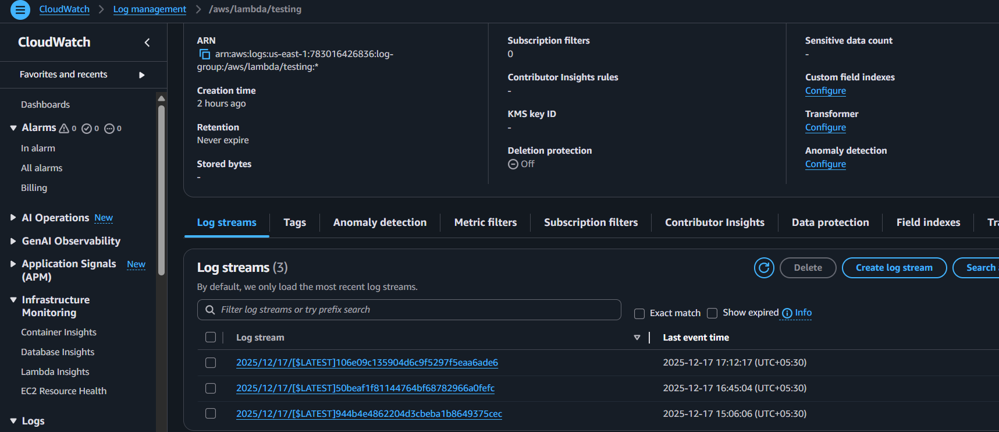 CloudWatch > Log management > /aws/lambda/testing
CloudWatch
Favorites and recents
Dashboards
Alarms 0 0 0
In alarm
All alarms
Billing
AI Operations New
GenAI Observability
Application Signals (APM) New
Infrastructure Monitoring
Container Insights
Database Insights
Lambda Insights
EC2 Resource Health
Logs
ARN
arn:aws:logs:us-east-1:783016426836:log-
group:/aws/lambda/testing:*
Creation time
2 hours ago
Retention
Never expire
Stored bytes
-
Subscription filters
0
Contributor Insights rules
-
KMS key ID
-
Deletion protection
Off
Sensitive data count
-
Custom field indexes
Configure
Transformer
Configure
Anomaly detection
Configure
Log streams Tags Anomaly detection Metric filters Subscription filters Contributor Insights Data protection Field indexes
Log streams (3)
Delete Create log stream Search
By default, we only load the most recent log streams.
Filter log streams or try prefix search
Exact match Show expired Info
Log stream Last event time
2025/12/17/[$LATEST]106e09c135904d6c9f5297f5eaa6ade6 2025-12-17 17:12:17 (UTC+05:30)
2025/12/17/[$LATEST]50beaf1f81144764bf68782966a0fefc 2025-12-17 16:45:04 (UTC+05:30)
2025/12/17/[$LATEST]944b4e4862204d3cbeba1b8649375cec 2025-12-17 15:06:06 (UTC+05:30)